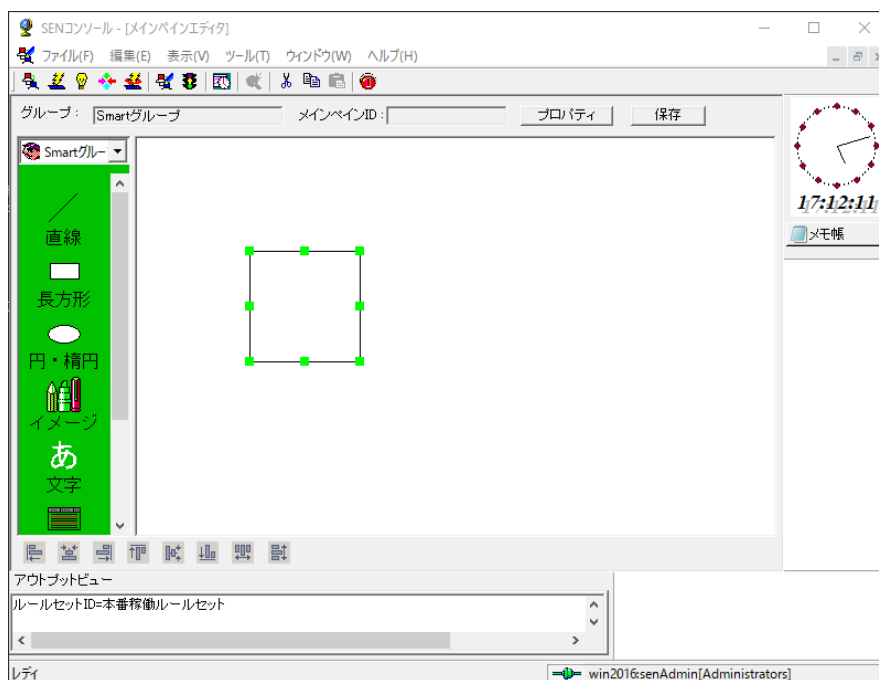 SENコンソール - [メインペインエディタ]
ファイル(F) 編集(E) 表示(V) ツール(T) ウィンドウ(W) ヘルプ(H)
グループ： Smartグループ メインペインID : プロパティ 保存
Smartグルー
直線
長方形
円・楕円
イメージ
あ
文字
17:12:11
メモ帳
アウトプットビュー
ルールセットID=本番稼働ルールセット
レディ
win2016:senAdmin[Administrators]